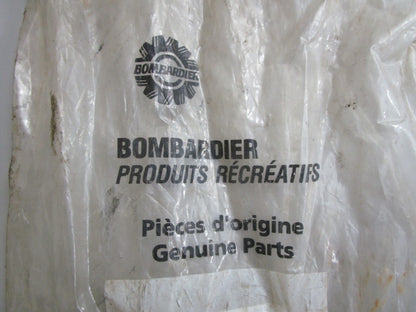 BOMBARDIER
BOMBARDIER
PRODUITS RÉCRÉATIFS
Pièces d'origine
Genuine Parts